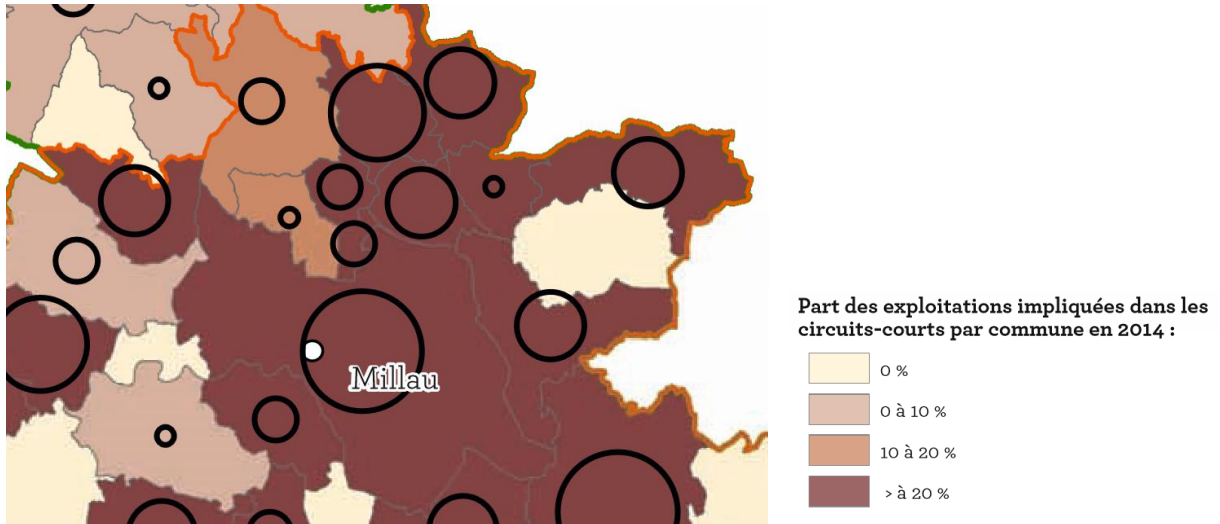 Millau
Part des exploitations impliquées dans les
circuits-courts par commune en 2014 :
0 %
0 à 10 %
10 à 20 %
> à 20 %